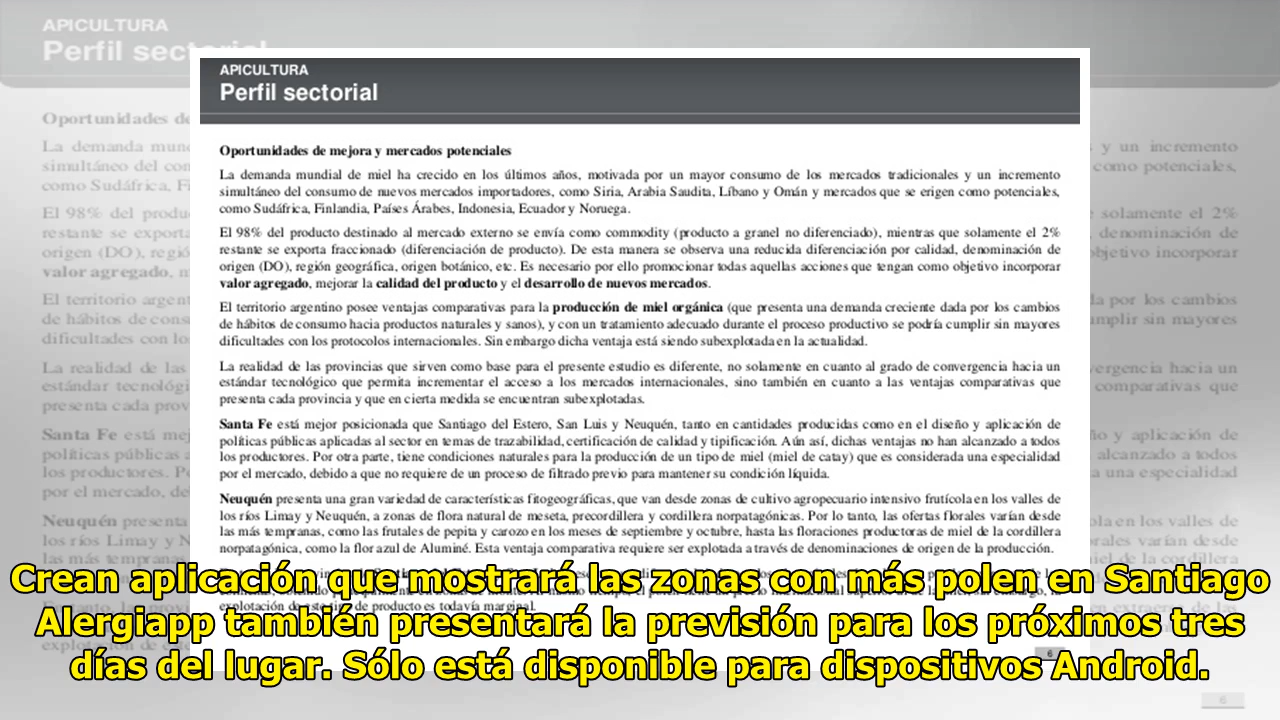 APICULTURA
Perfil sectorial
Oportunidades de mejora y mercados potenciales
La demanda mundial de miel ha crecido en los últimos años, motivada por un mayor consumo de los mercados tradicionales y un incremento
simultáneo del consumo de nuevos mercados importadores, como Siria, Arabia Saudita, Líbano y Omán y mercados que se erigen como potenciales,
como Sudáfrica, Finlandia, Países Árabes, Indonesia, Ecuador y Noruega.
El 98% del producto destinado al mercado externo se envía como commodity (producto a granel no diferenciado), mientras que solamente el 2%
restante se exporta fraccionado (diferenciación de producto). De esta manera se observa una reducida diferenciación por calidad, denominación de
origen (DO), región geográfica, origen botánico, etc. Es necesario por ello promocionar todas aquellas acciones que tengan como objetivo incorporar
valor agregado, mejorar la calidad del producto y el desarrollo de nuevos mercados.
El territorio argentino posee ventajas comparativas para la producción de miel orgánica (que presenta una demanda creciente dada por los cambios
de hábitos de consumo hacia productos naturales y sanos), y con un tratamiento adecuado durante el proceso productivo se podría cumplir sin mayores
dificultades con los protocolos internacionales. Sin embargo dicha ventaja está siendo subexplotada en la actualidad.
La realidad de las provincias que sirven como base para el presente estudio es diferente, no solamente en cuanto al grado de convergencia hacia un
estándar tecnológico que permita incrementar el acceso a los mercados internacionales, sino también en cuanto a las ventajas comparativas que
presenta cada provincia y que en cierta medida se encuentran subexplotadas.
Santa Fe está mejor posicionada que Santiago del Estero, San Luis y Neuquén, tanto en cantidades producidas como en el diseño y aplicación de
políticas públicas aplicadas al sector en temas de trazabilidad, certificación de calidad y tipificación. Aún así, dichas ventajas no han alcanzado a todos
los productores. Por otra parte, tiene condiciones naturales para la producción de un tipo de miel (miel de catay) que es considerada una especialidad
por el mercado, debido a que no requiere de un proceso de filtrado previo para mantener su condición líquida.
Neuquén presenta una gran variedad de características fitogeográficas, que van desde zonas de cultivo agropecuario intensivo frutícola en los valles de
los ríos Limay y Neuquén, a zonas de flora natural de meseta, precordillera y cordillera norpatagónicas. Por lo tanto, las ofertas florales varían desde
las más tempranas, como las frutales de pepita y carozo en los meses de septiembre y octubre, hasta las floraciones productoras de miel de la cordillera
norpatagónica, como la flor azul de Aluminé. Esta ventaja comparativa requiere ser explotada a través de denominaciones de origen de la producción.
explotación de este tipo de producto es todavía marginal.
6
Crean aplicación que mostrará las zonas con más polen en Santiago
Alergiapp también presentará la previsión para los próximos tres
días del lugar. Sólo está disponible para dispositivos Android.